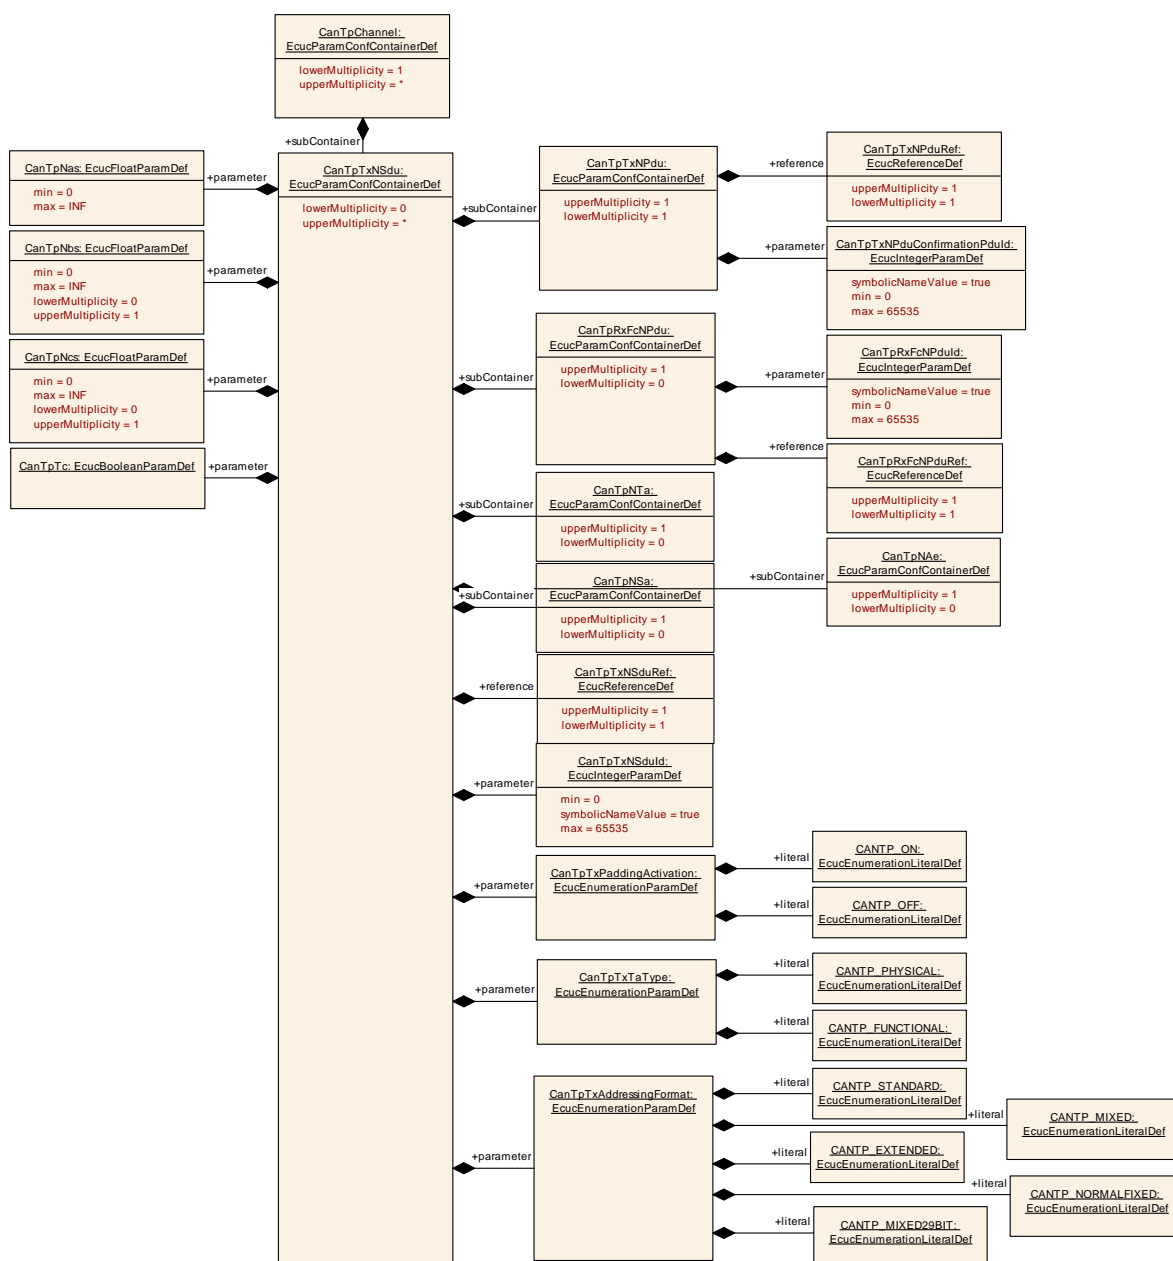 CanTpChannel:
EcucParamConfContainerDef
lowerMultiplicity = 1
upperMultiplicity = *
+subContainer
CanTpNas: EcucFloatParamDef
min = 0
max = INF
+parameter
CanTpNbs: EcucFloatParamDef
min = 0
max = INF
lowerMultiplicity = 0
upperMultiplicity = 1
+parameter
CanTpNcs: EcucFloatParamDef
min = 0
max = INF
lowerMultiplicity = 0
upperMultiplicity = 1
+parameter
CanTpTc: EcucBooleanParamDef
+parameter
CanTpTxNSdu:
EcucParamConfContainerDef
lowerMultiplicity = 0
upperMultiplicity = *
+subContainer
CanTpTxNPdu:
EcucParamConfContainerDef
upperMultiplicity = 1
lowerMultiplicity = 1
+reference
CanTpTxNPduRef:
EcucReferenceDef
upperMultiplicity = 1
lowerMultiplicity = 1
+parameter
CanTpTxNPduConfirmationPduId:
EcucIntegerParamDef
symbolicNameValue = true
min = 0
max = 65535
+subContainer
CanTpRxFcNPdu:
EcucParamConfContainerDef
upperMultiplicity = 1
lowerMultiplicity = 0
+parameter
CanTpRxFcNPduId:
EcucIntegerParamDef
symbolicNameValue = true
min = 0
max = 65535
+reference
CanTpRxFcNPduRef:
EcucReferenceDef
upperMultiplicity = 1
lowerMultiplicity = 1
+subContainer
CanTpNTa:
EcucParamConfContainerDef
upperMultiplicity = 1
lowerMultiplicity = 0
+subContainer
CanTpNAe:
EcucParamConfContainerDef
upperMultiplicity = 1
lowerMultiplicity = 0
+subContainer
CanTpNSa:
EcucParamConfContainerDef
upperMultiplicity = 1
lowerMultiplicity = 0
+reference
CanTpTxNSduRef:
EcucReferenceDef
upperMultiplicity = 1
lowerMultiplicity = 1
+parameter
CanTpTxNSduId:
EcucIntegerParamDef
min = 0
symbolicNameValue = true
max = 65535
+parameter
CanTpTxPaddingActivation:
EcucEnumerationParamDef
+literal
CANTP_ON:
EcucEnumerationLiteralDef
+literal
CANTP_OFF:
EcucEnumerationLiteralDef
+parameter
CanTpTxTaType:
EcucEnumerationParamDef
+literal
CANTP_PHYSICAL:
EcucEnumerationLiteralDef
+literal
CANTP_FUNCTIONAL:
EcucEnumerationLiteralDef
+parameter
CanTpTxAddressingFormat:
EcucEnumerationParamDef
+literal
CANTP_STANDARD:
EcucEnumerationLiteralDef
+literal
CANTP_MIXED:
EcucEnumerationLiteralDef
+literal
CANTP_EXTENDED:
EcucEnumerationLiteralDef
+literal
CANTP_NORMALFIXED:
EcucEnumerationLiteralDef
+literal
CANTP_MIXED29BIT:
EcucEnumerationLiteralDef